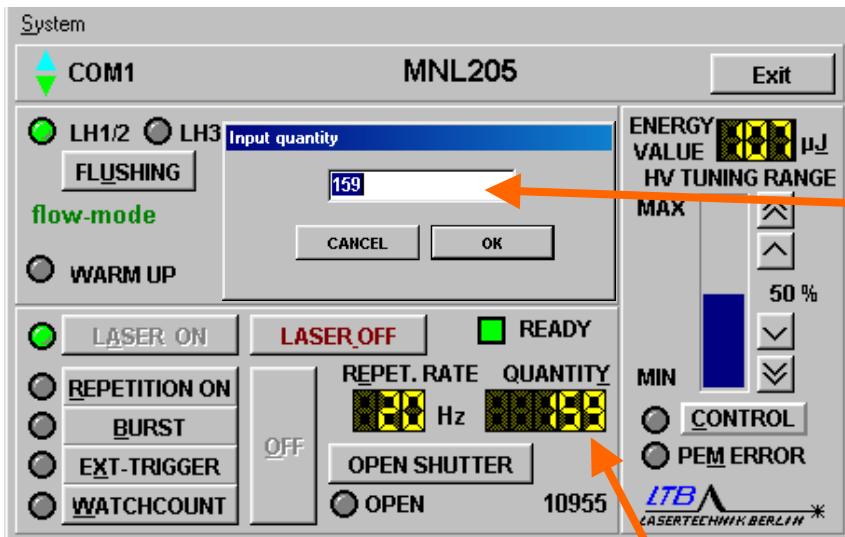 System
COM1 MNL205 Exit
LH1/2 LH3
Input quantity
159
CANCEL OK
FLUSHING
flow-mode
WARM UP
ENERGY
VALUE µJ
HV TUNING RANGE
MAX
50 %
MIN
CONTROL
PEM ERROR
LASER ON LASER OFF READY
REPETITION ON
BURST
EXT-TRIGGER
WATCHCOUNT
OFF
REPET. RATE QUANTITY
20 Hz 159
OPEN SHUTTER
OPEN 10955
LTB
LASERTECHNIK BERLIN